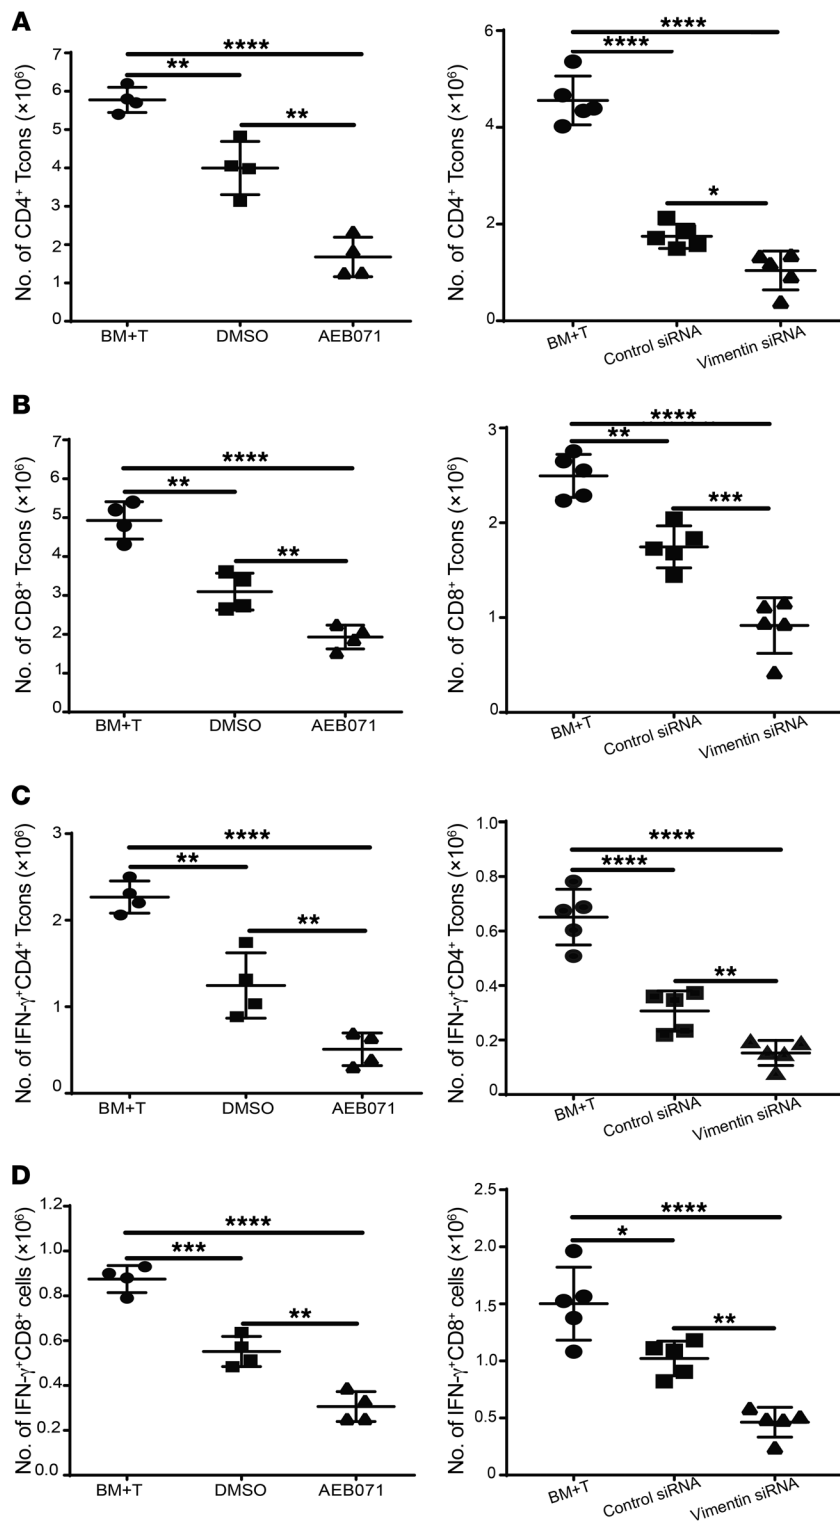 A
No. of CD4⁺ Tcons (×10⁶)
7
6
5
4
3
2
1
0
****
**
**
BM+T
DMSO
AEB071
No. of CD4⁺ Tcons (×10⁶)
6
4
2
0
****
****
*
BM+T
Control siRNA
Vimentin siRNA
B
No. of CD8⁺ Tcons (×10⁶)
7
6
5
4
3
2
1
0
****
**
**
BM+T
DMSO
AEB071
No. of CD8⁺ Tcons (×10⁶)
3
2
1
0
****
**
***
BM+T
Control siRNA
Vimentin siRNA
C
No. of IFN-γ⁺CD4⁺ Tcons (×10⁶)
3
2
1
0
****
**
**
BM+T
DMSO
AEB071
No. of IFN-γ⁺CD4⁺ Tcons (×10⁶)
1.0
0.8
0.6
0.4
0.2
0
****
****
**
BM+T
Control siRNA
Vimentin siRNA
D
No. of IFN-γ⁺CD8⁺ cells (×10⁶)
1.2
1.0
0.8
0.6
0.4
0.2
0.0
****
***
**
BM+T
DMSO
AEB071
No. of IFN-γ⁺CD8⁺ cells (×10⁶)
2.5
2.0
1.5
1.0
0.5
0
****
*
**
BM+T
Control siRNA
Vimentin siRNA